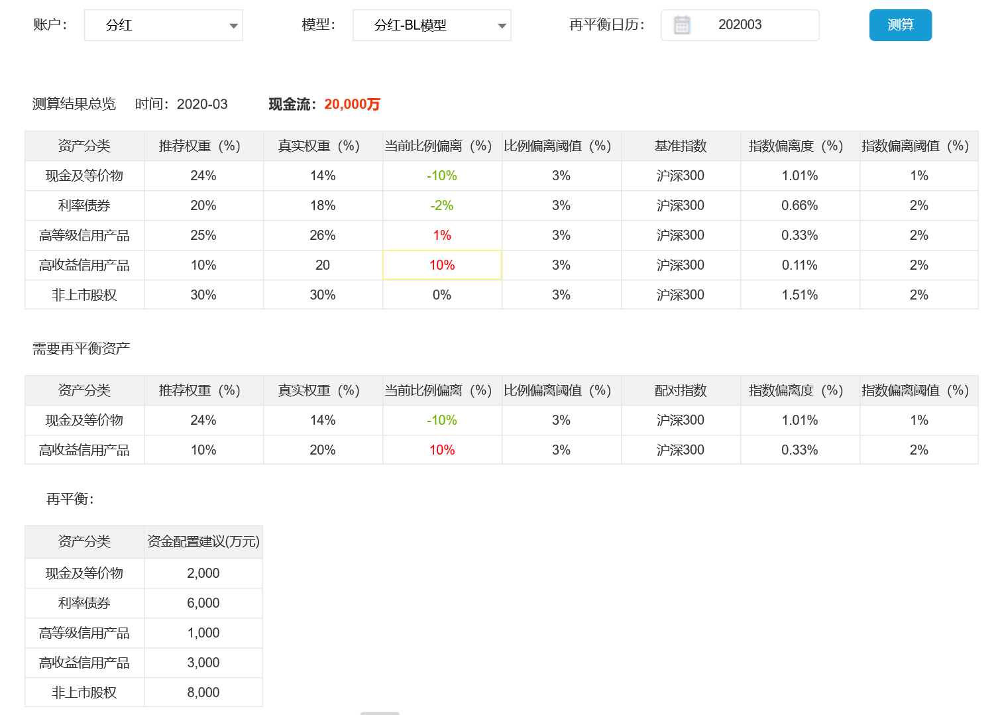 账户： 分红 模型： 分红-BL模型 再平衡日历： 202003 测算
测算结果总览 时间：2020-03 现金流：20,000万
资产分类 推荐权重（%） 真实权重（%） 当前比例偏离（%） 比例偏离阈值（%） 基准指数 指数偏离度（%） 指数偏离阈值（%）
现金及等价物 24% 14% -10% 3% 沪深300 1.01% 1%
利率债券 20% 18% -2% 3% 沪深300 0.66% 2%
高等级信用产品 25% 26% 1% 3% 沪深300 0.33% 2%
高收益信用产品 10% 20 10% 3% 沪深300 0.11% 2%
非上市股权 30% 30% 0% 3% 沪深300 1.51% 2%
需要再平衡资产
资产分类 推荐权重（%） 真实权重（%） 当前比例偏离（%） 比例偏离阈值（%） 配对指数 指数偏离度（%） 指数偏离阈值（%）
现金及等价物 24% 14% -10% 3% 沪深300 1.01% 1%
高收益信用产品 10% 20% 10% 3% 沪深300 0.33% 2%
再平衡：
资产分类 资金配置建议(万元)
现金及等价物 2,000
利率债券 6,000
高等级信用产品 1,000
高收益信用产品 3,000
非上市股权 8,000